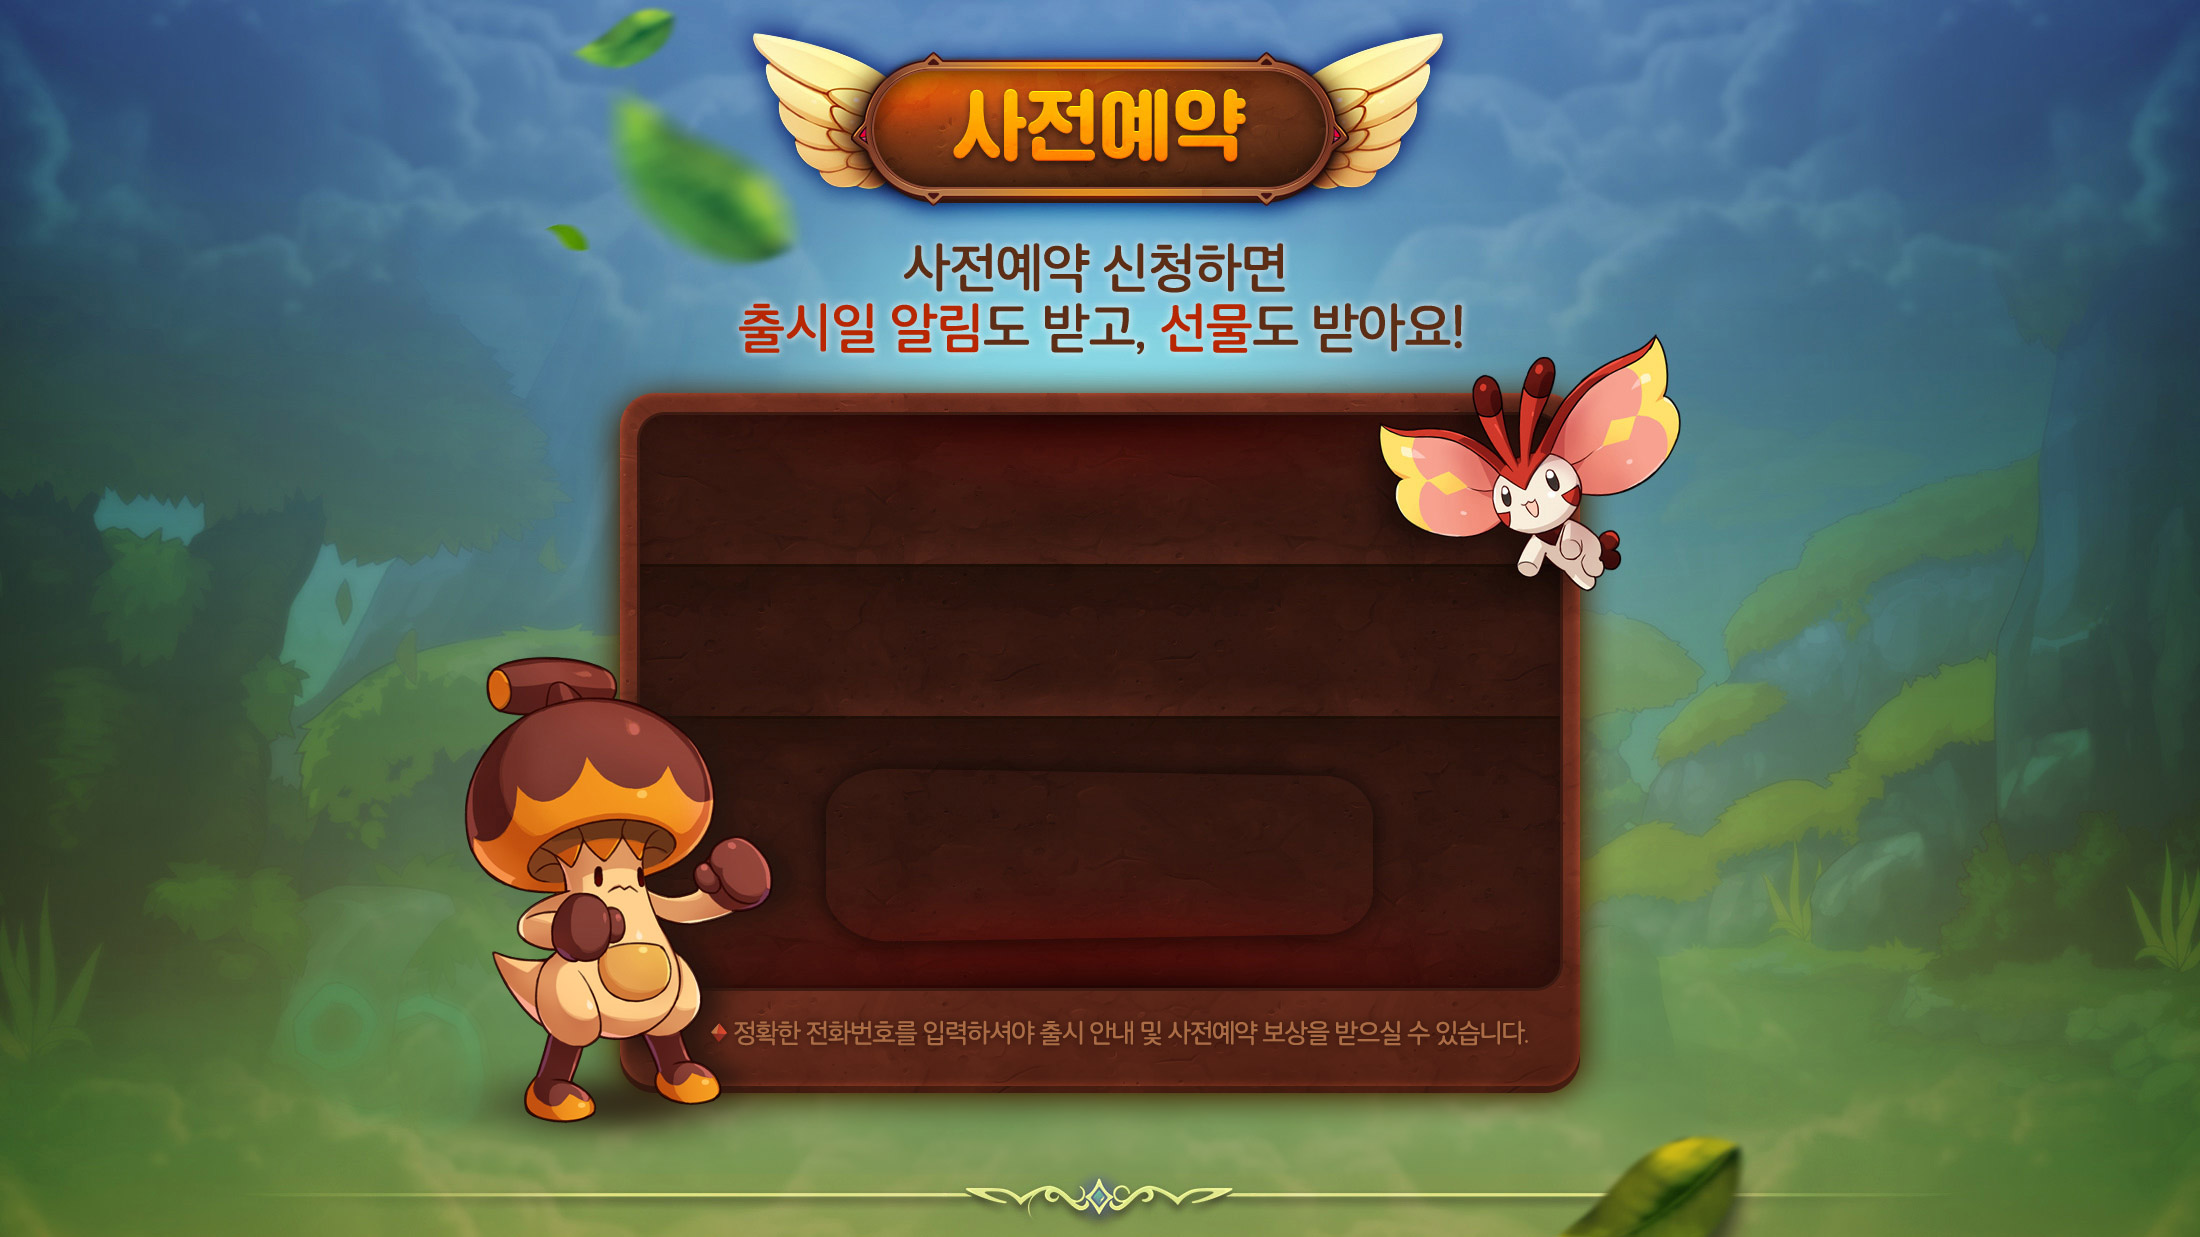 사전예약
사전예약 신청하면
출시일 알림도 받고, 선물도 받아요!
정확한 전화번호를 입력하셔야 출시 안내 및 사전예약 보상을 받으실 수 있습니다.